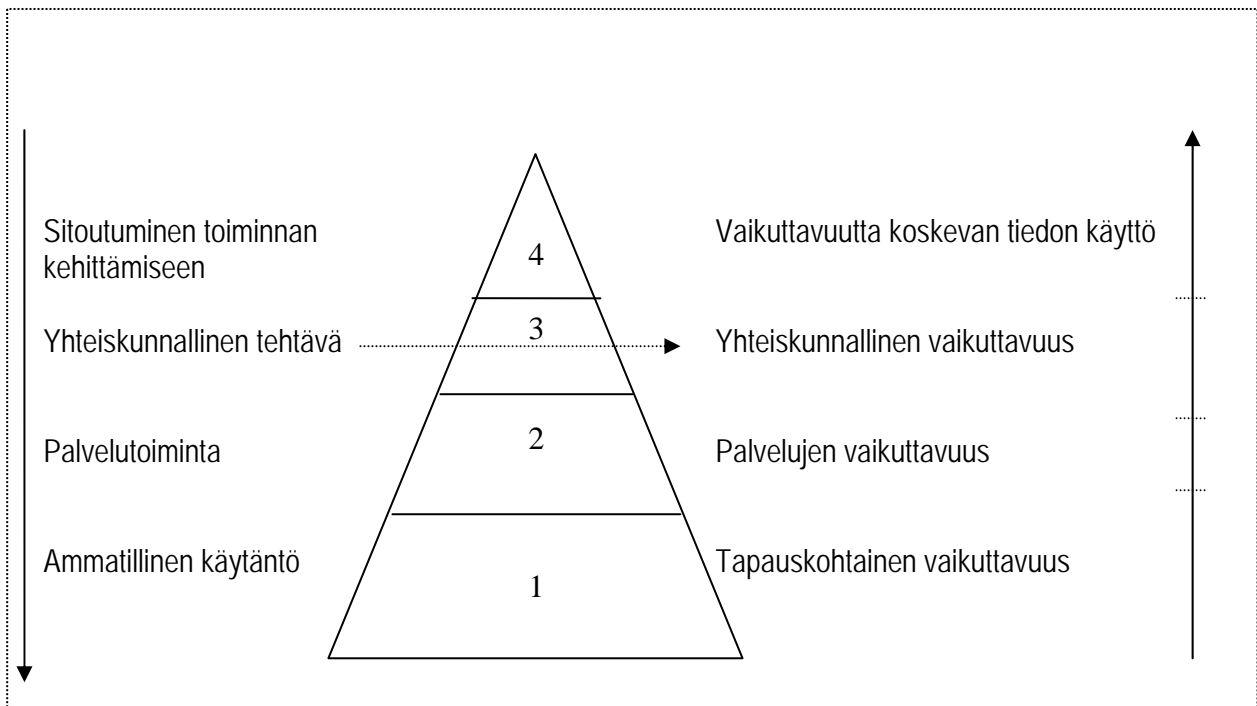 Sitoutuminen toiminnan
kehittämiseen
4
Vaikuttavuutta koskevan tiedon käyttö
Yhteiskunnallinen tehtävä
3
Yhteiskunnallinen vaikuttavuus
Palvelutoiminta
2
Palvelujen vaikuttavuus
Ammatillinen käytäntö
1
Tapauskohtainen vaikuttavuus